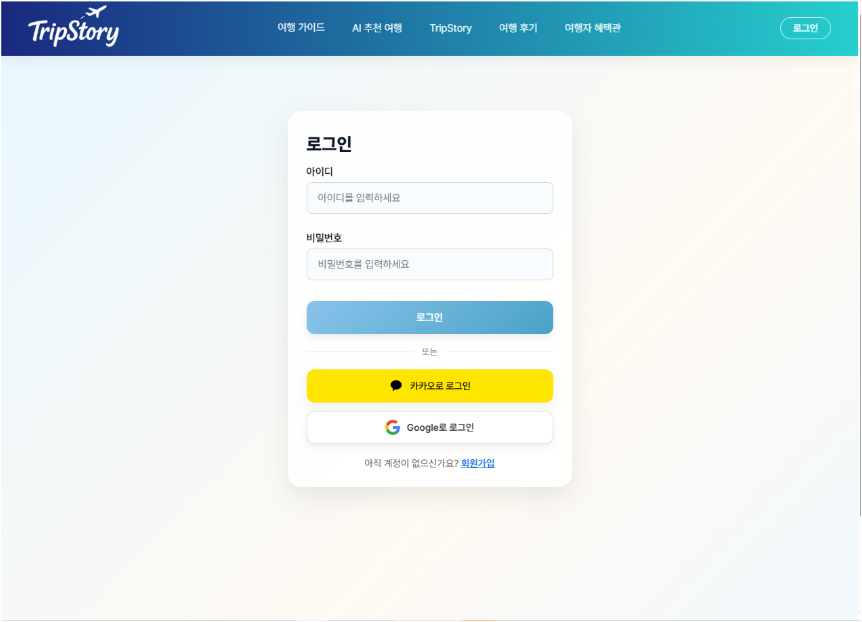 TripStory
여행 가이드 AI 추천 여행 TripStory 여행 후기 여행자 혜택관 로그인
로그인
아이디
아이디를 입력하세요
비밀번호
비밀번호를 입력하세요
로그인
또는
카카오로 로그인
Google로 로그인
아직 계정이 없으신가요? 회원가입